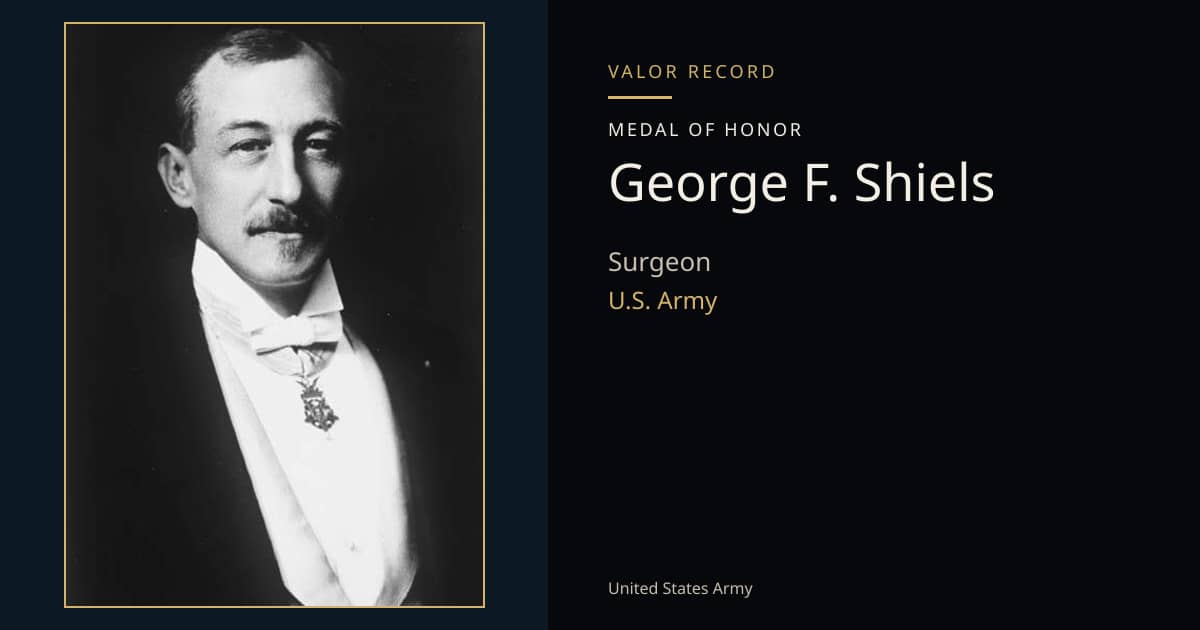 VALOR RECORD
MEDAL OF HONOR
George F. Shiels
Surgeon
U.S. Army
United States Army